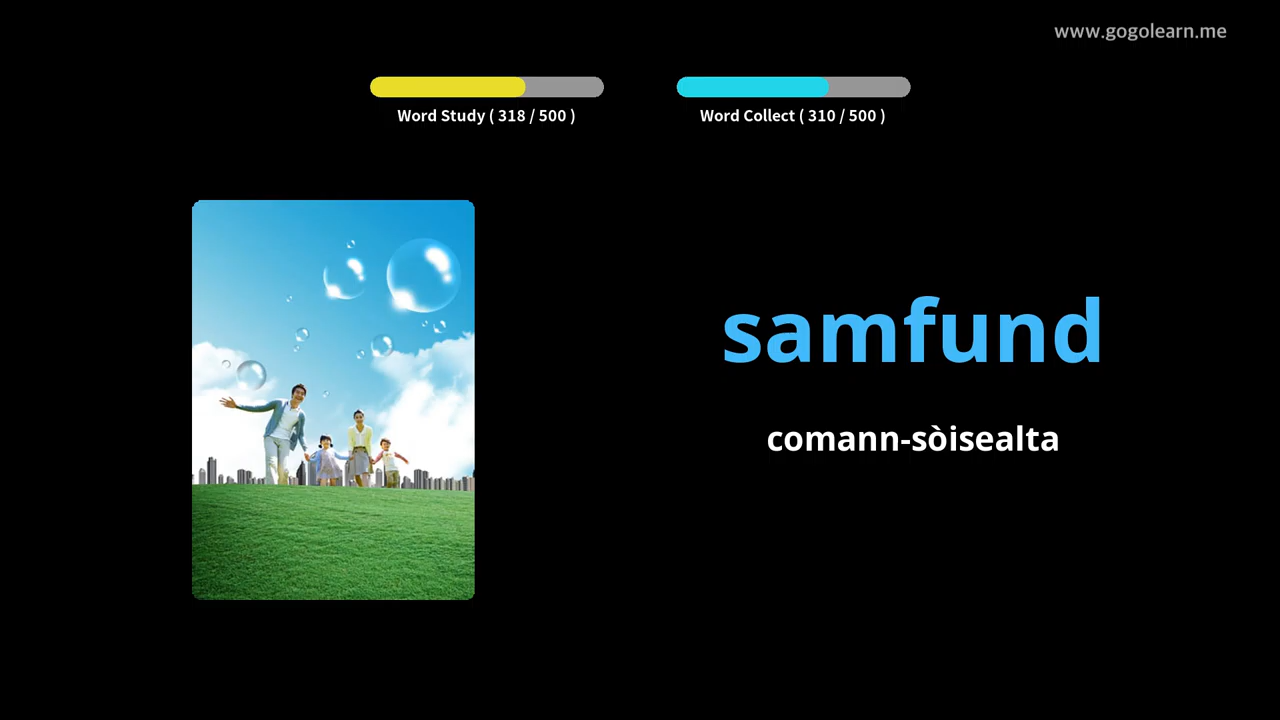 www.gogolearn.me
Word Study ( 318 / 500 )
Word Collect ( 310 / 500 )
samfund
comann-sòisealta